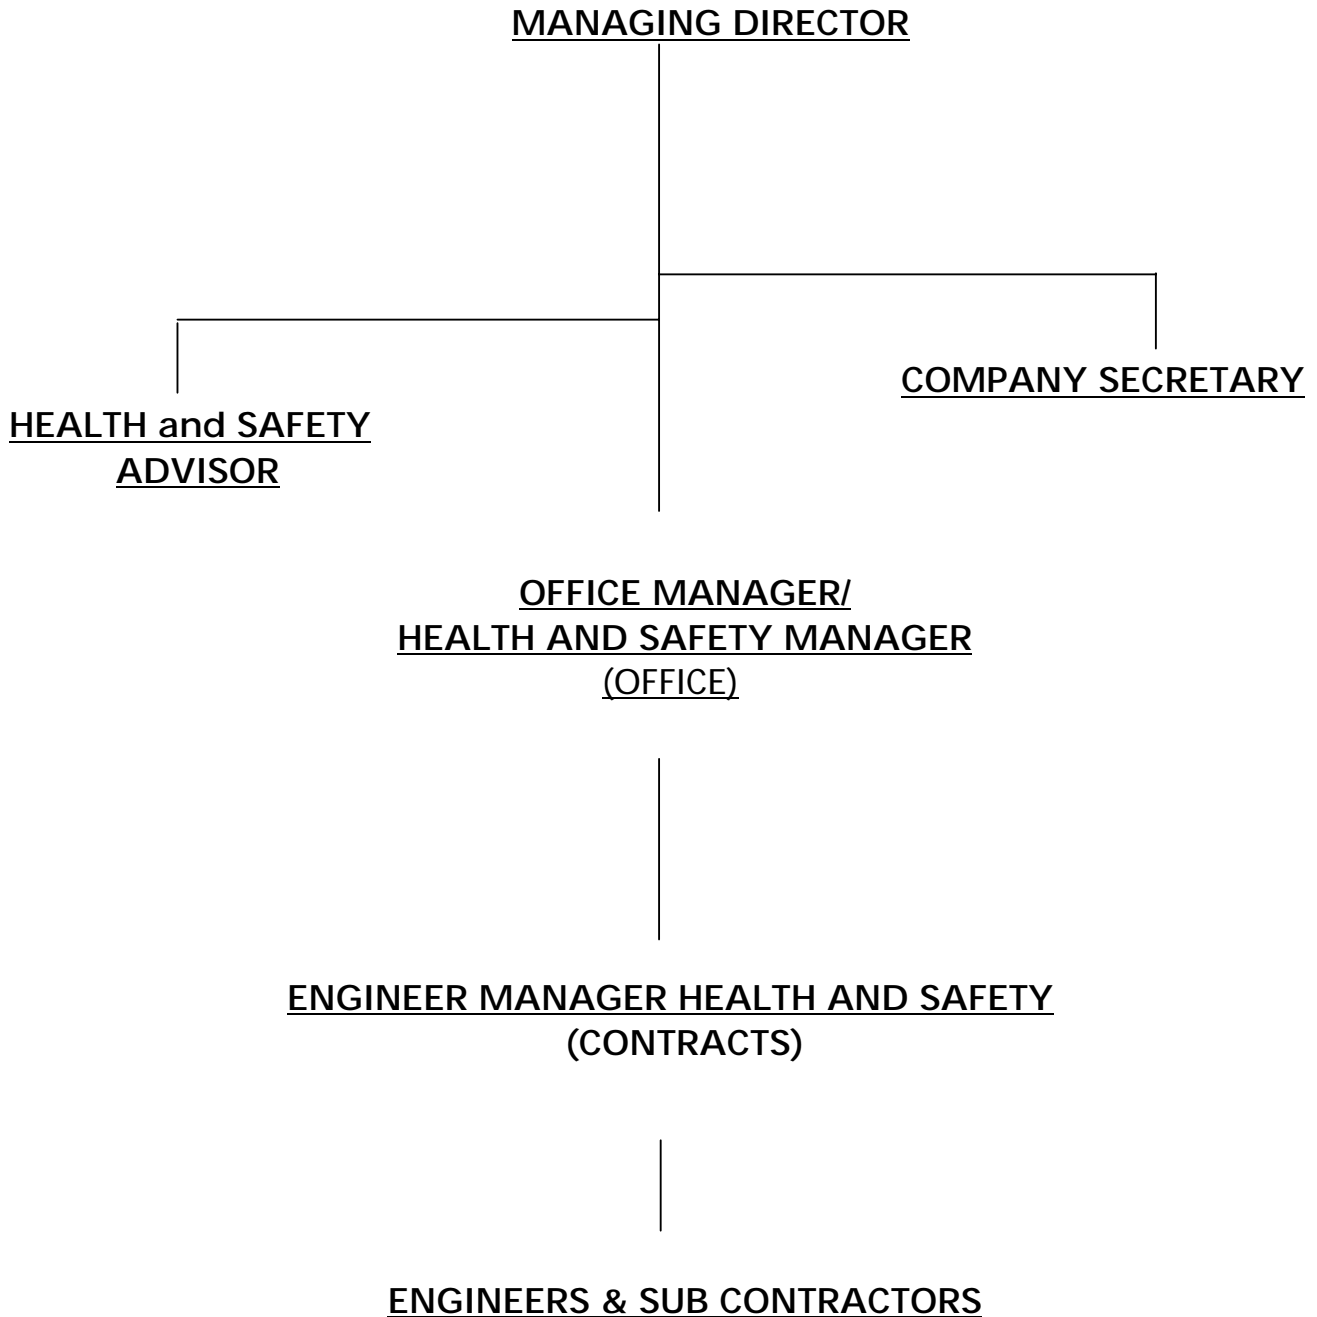 MANAGING DIRECTOR
COMPANY SECRETARY
HEALTH and SAFETY
ADVISOR
OFFICE MANAGER/
HEALTH AND SAFETY MANAGER
(OFFICE)
ENGINEER MANAGER HEALTH AND SAFETY
(CONTRACTS)
ENGINEERS & SUB CONTRACTORS